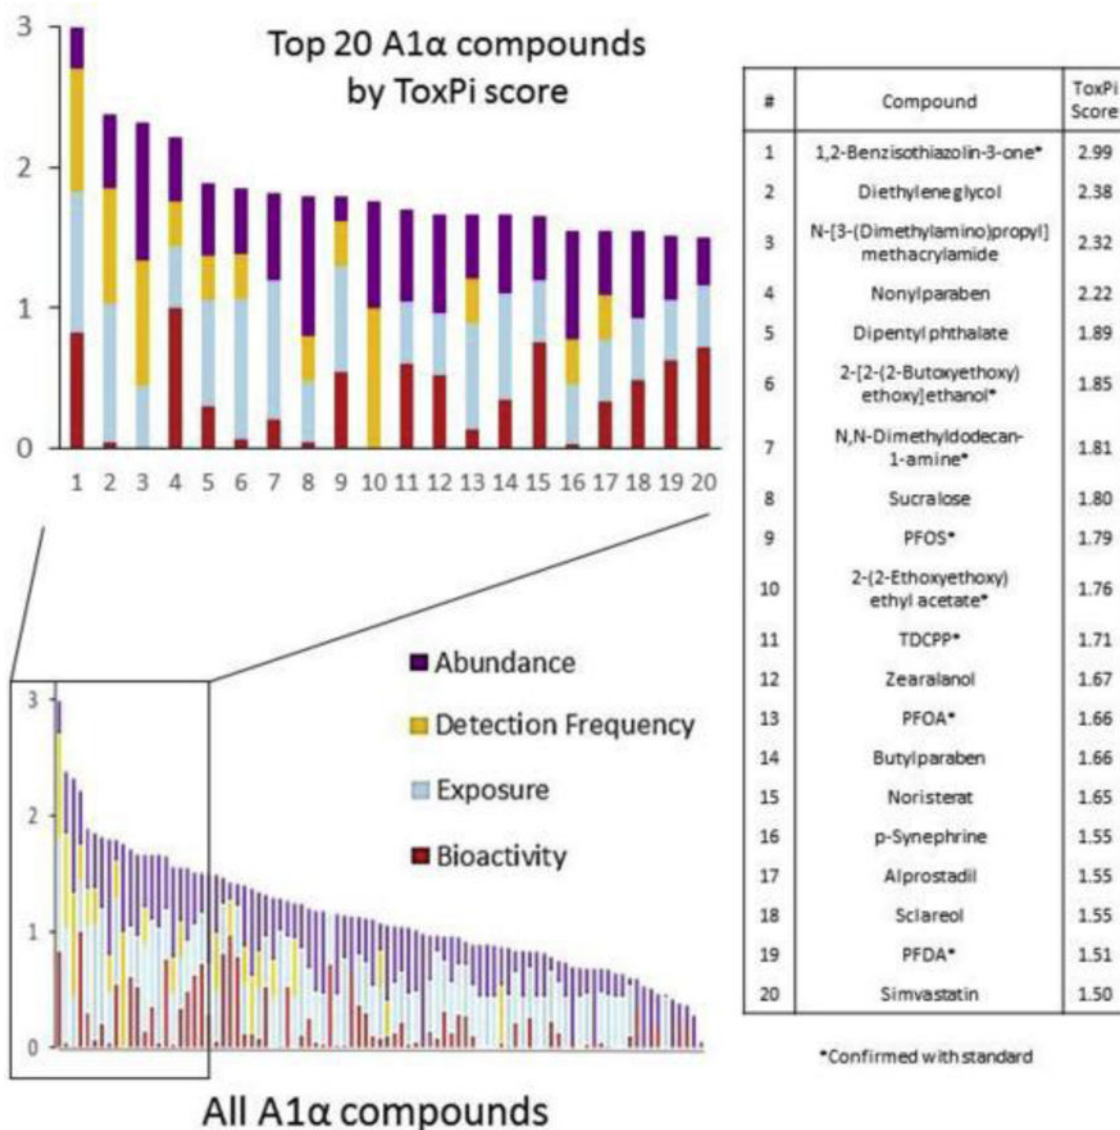 Top 20 A1α compounds
by ToxPi score
3
2
1
0
1 2 3 4 5 6 7 8 9 10 11 12 13 14 15 16 17 18 19 20
Abundance
Detection Frequency
Exposure
Bioactivity
3
2
1
0
All A1α compounds
# Compound ToxPi
Score
1 1,2-Benzisothiazolin-3-one* 2.99
2 Diethyleneglycol 2.38
3 N-[3-(Dimethylamino)propyl] 2.32
methacrylamide
4 Nonylparaben 2.22
5 Dipentyl phthalate 1.89
6 2-[2-(2-Butoxyethoxy) 1.85
ethoxy]ethanol*
7 N,N-Dimethyldodecan- 1.81
1-amine*
8 Sucralose 1.80
9 PFOS* 1.79
10 2-(2-Ethoxyethoxy) 1.76
ethyl acetate*
11 TDCPP* 1.71
12 Zearalanol 1.67
13 PFOA* 1.66
14 Butylparaben 1.66
15 Noristerat 1.65
16 p-Synephrine 1.55
17 Alprostadil 1.55
18 Sclareol 1.55
19 PFDA* 1.51
20 Simvastatin 1.50
*Confirmed with standard